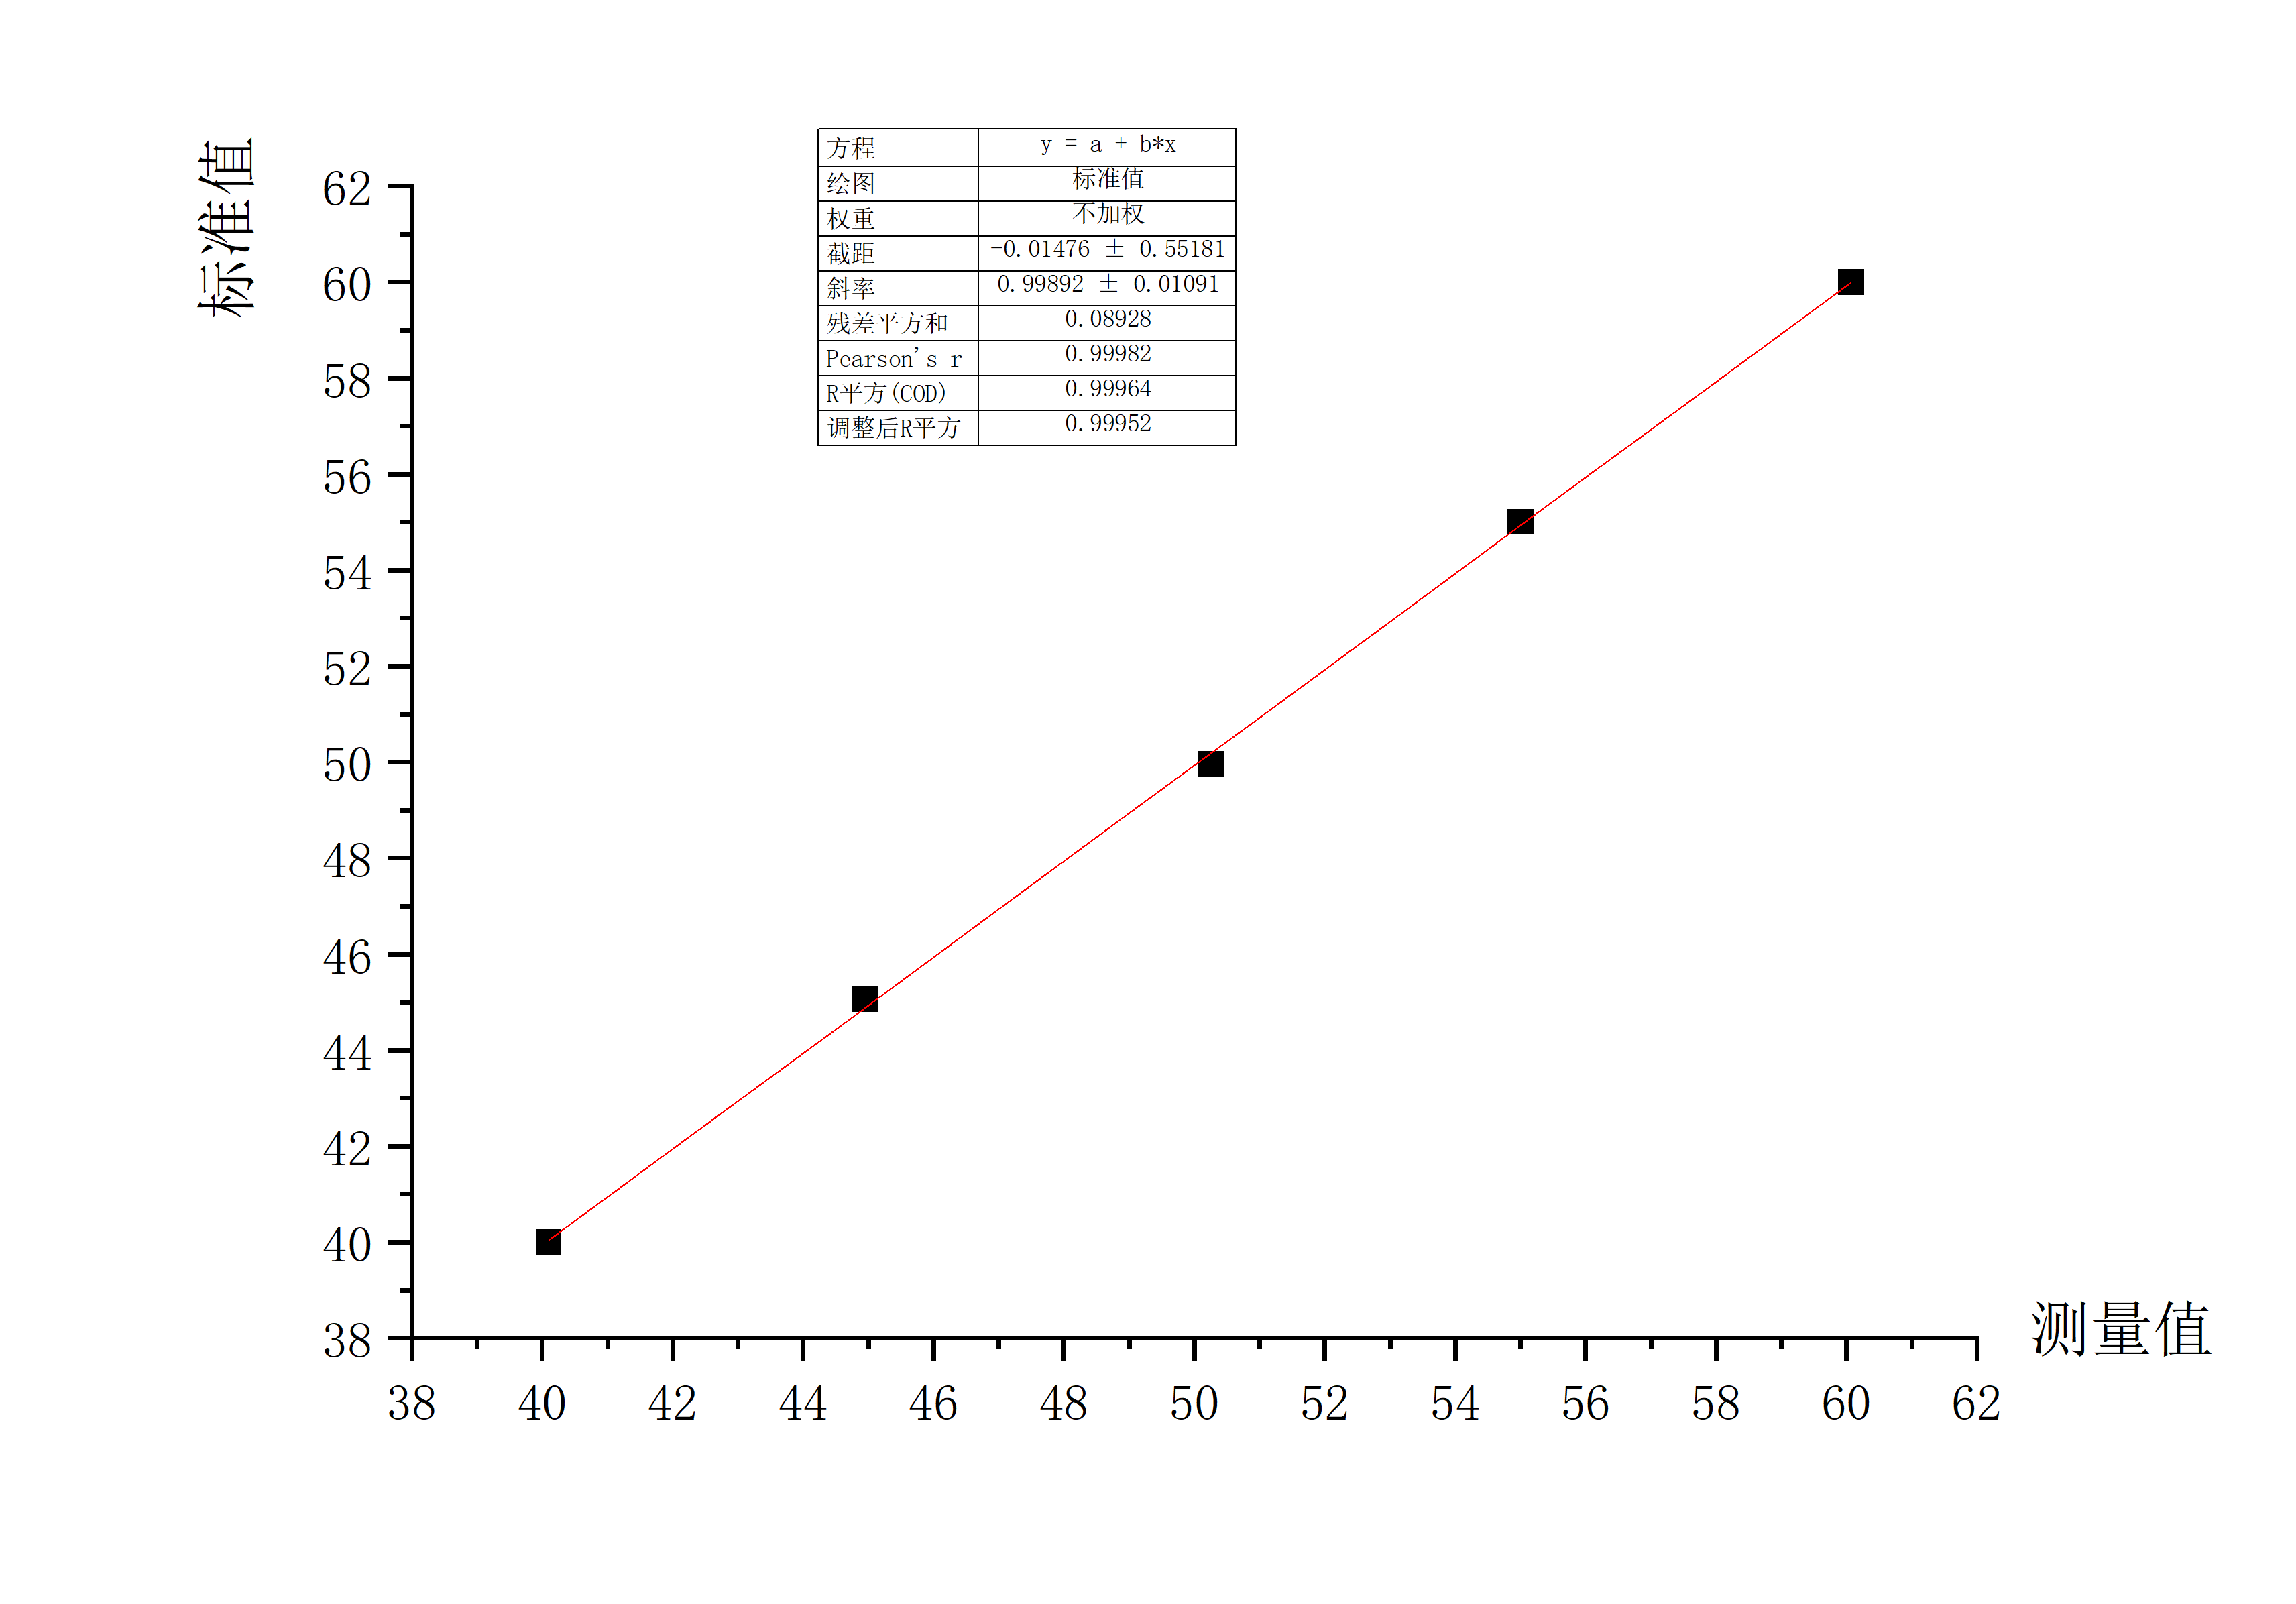 标准值
方程 y = a + b*x
绘图 标准值
权重 不加权
截距 -0.01476 ± 0.55181
斜率 0.99892 ± 0.01091
残差平方和 0.08928
Pearson's r 0.99982
R平方(COD) 0.99964
调整后R平方 0.99952
62
60
58
56
54
52
50
48
46
44
42
40
38
38 40 42 44 46 48 50 52 54 56 58 60 62
测量值